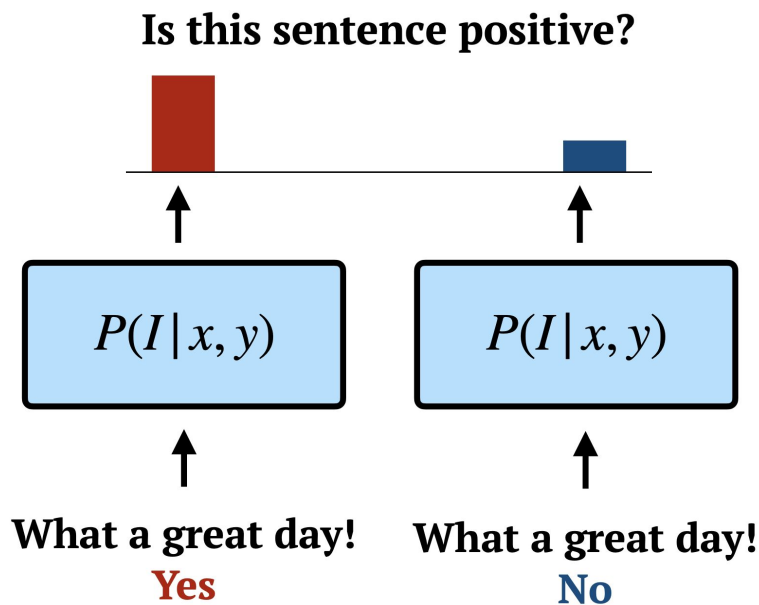 Is this sentence positive?
P(I|x, y) P(I|x, y)
What a great day! What a great day!
Yes No